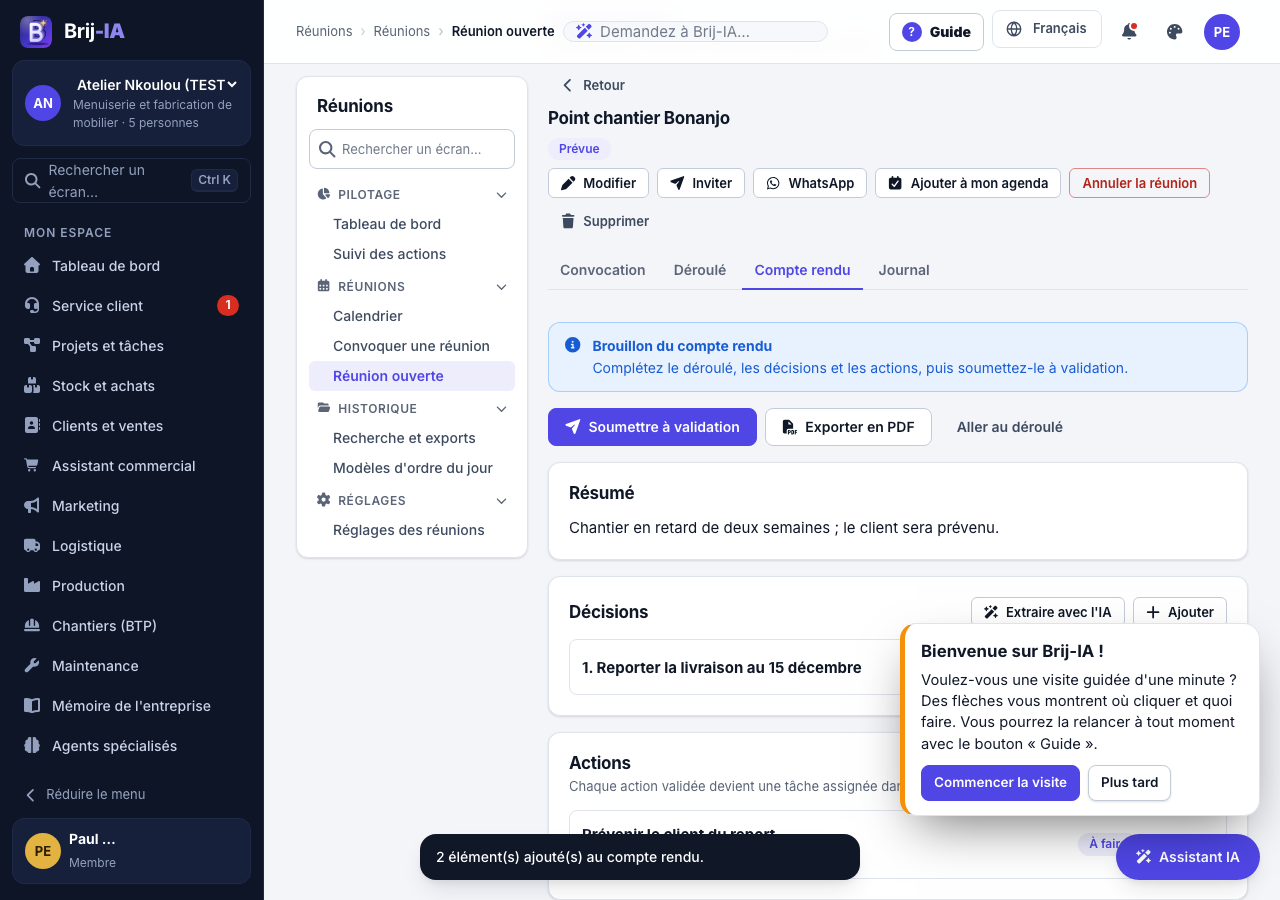 Brij-IA
AN
Atelier Nkoulou (TEST
Menuiserie et fabrication de
mobilier · 5 personnes
Rechercher un
écran...
Ctrl K
MON ESPACE
Tableau de bord
Service client
1
Projets et tâches
Stock et achats
Clients et ventes
Assistant commercial
Marketing
Logistique
Production
Chantiers (BTP)
Maintenance
Mémoire de l'entreprise
Agents spécialisés
Réduire le menu
PE
Paul ...
Membre
Réunions › Réunions › Réunion ouverte
Demandez à Brij-IA...
? Guide
Français
PE
Réunions
Rechercher un écran...
PILOTAGE
Tableau de bord
Suivi des actions
RÉUNIONS
Calendrier
Convoquer une réunion
Réunion ouverte
HISTORIQUE
Recherche et exports
Modèles d'ordre du jour
RÉGLAGES
Réglages des réunions
Retour
Point chantier Bonanjo
Prévue
Modifier
Inviter
WhatsApp
Ajouter à mon agenda
Annuler la réunion
Supprimer
Convocation
Déroulé
Compte rendu
Journal
Brouillon du compte rendu
Complétez le déroulé, les décisions et les actions, puis soumettez-le à validation.
Soumettre à validation
Exporter en PDF
Aller au déroulé
Résumé
Chantier en retard de deux semaines ; le client sera prévenu.
Décisions
Extraire avec l'IA
Ajouter
1. Reporter la livraison au 15 décembre
Actions
Chaque action validée devient une tâche assignée dan
Prévenir le client du report
À fair
Bienvenue sur Brij-IA !
Voulez-vous une visite guidée d'une minute ?
Des flèches vous montrent où cliquer et quoi
faire. Vous pourrez la relancer à tout moment
avec le bouton « Guide ».
Commencer la visite
Plus tard
2 élément(s) ajouté(s) au compte rendu.
Assistant IA